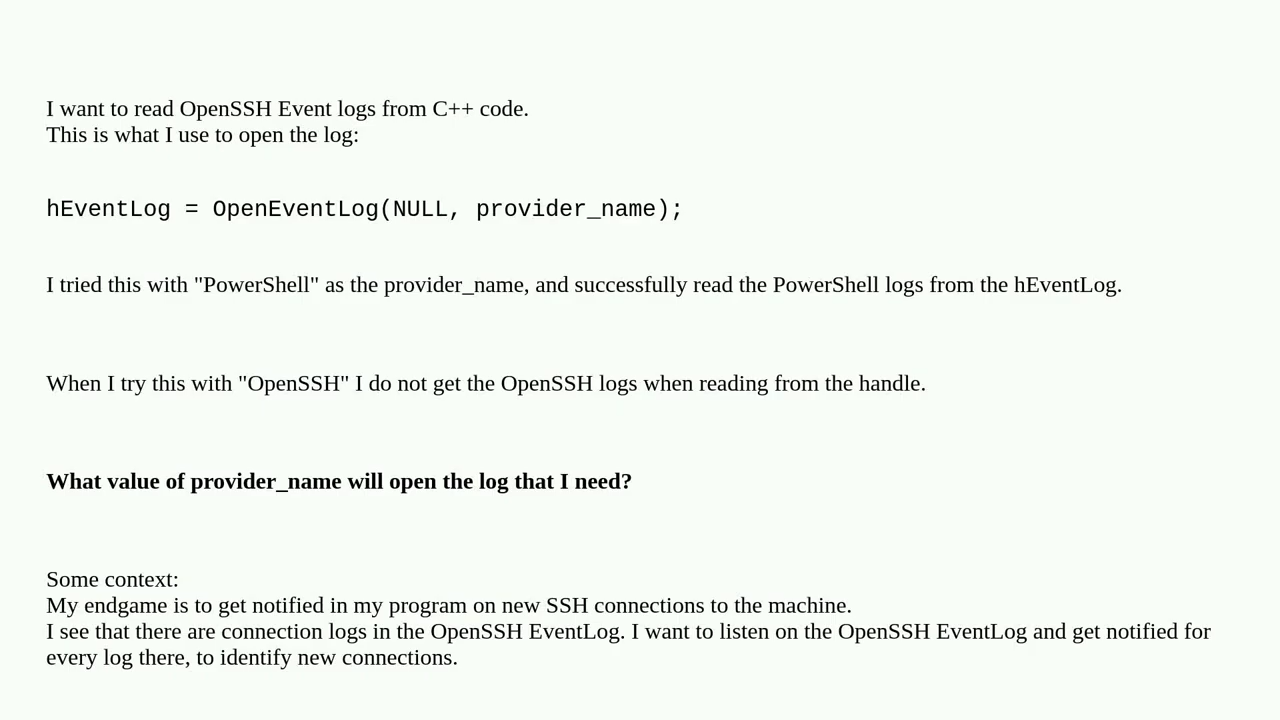 I want to read OpenSSH Event logs from C++ code.
This is what I use to open the log:
hEventLog = OpenEventLog(NULL, provider_name);
I tried this with "PowerShell" as the provider_name, and successfully read the PowerShell logs from the hEventLog.
When I try this with "OpenSSH" I do not get the OpenSSH logs when reading from the handle.
What value of provider_name will open the log that I need?
Some context:
My endgame is to get notified in my program on new SSH connections to the machine.
I see that there are connection logs in the OpenSSH EventLog. I want to listen on the OpenSSH EventLog and get notified for
every log there, to identify new connections.